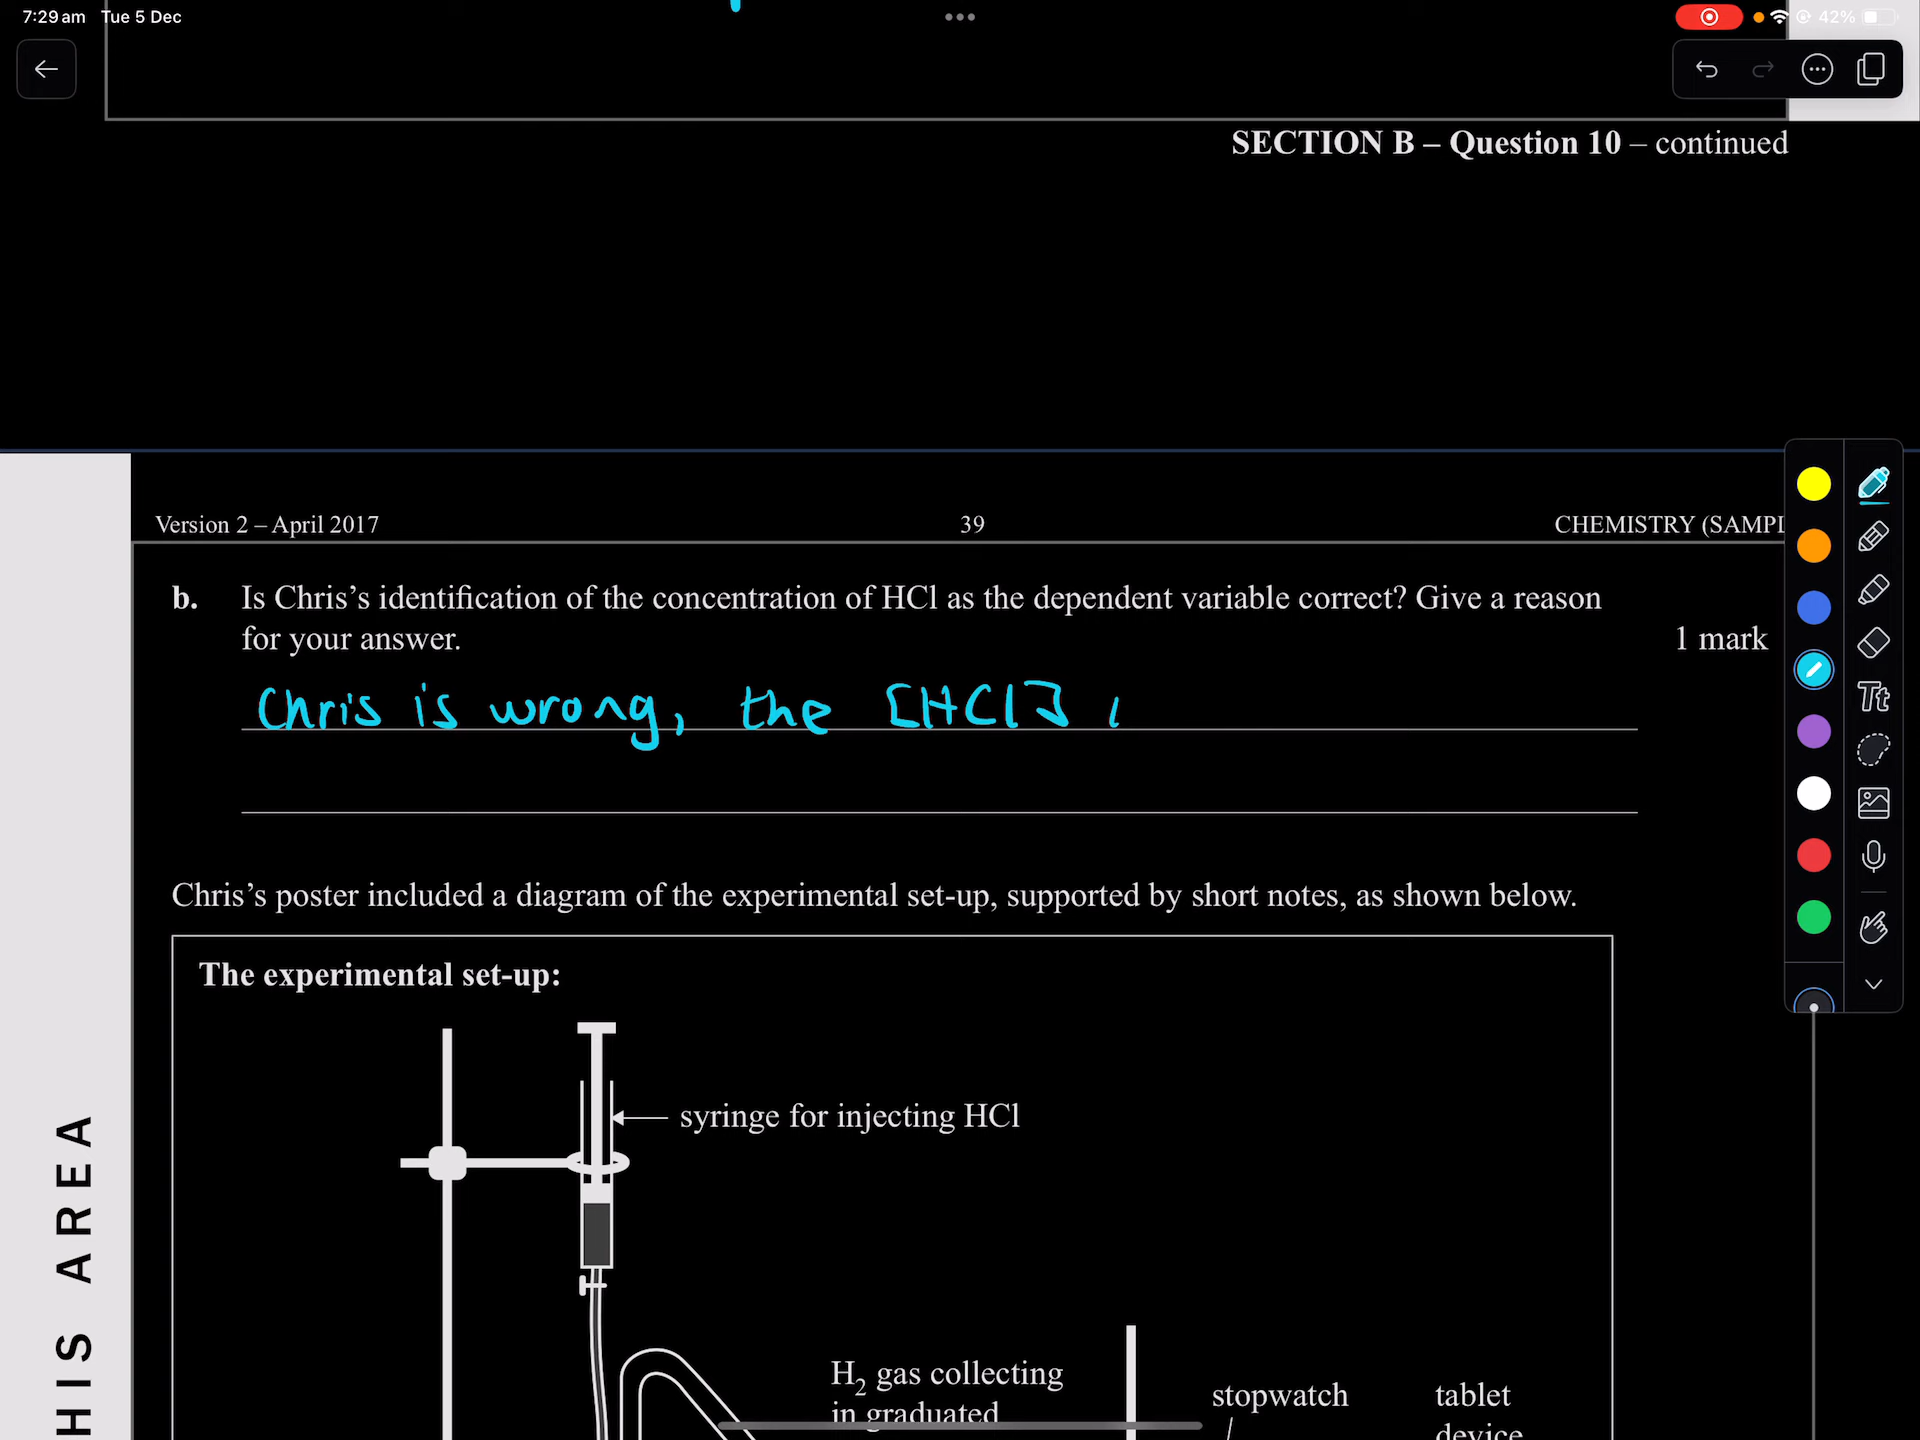 7:29 am Tue 5 Dec
42%
SECTION B – Question 10 – continued
Version 2 – April 2017
39
CHEMISTRY (SAMPL
b. Is Chris’s identification of the concentration of HCl as the dependent variable correct? Give a reason
for your answer.
1 mark
Chris is wrong, the [HCl]
Tt
Chris’s poster included a diagram of the experimental set-up, supported by short notes, as shown below.
The experimental set-up:
syringe for injecting HCl
H2 gas collecting
in graduated
stopwatch
tablet
device
HIS AREA